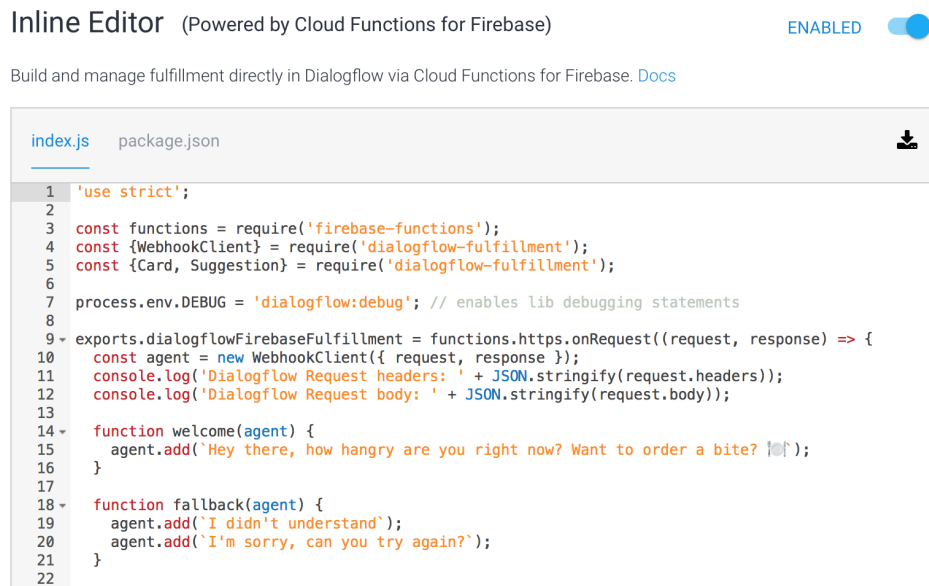 Inline Editor (Powered by Cloud Functions for Firebase) ENABLED
Build and manage fulfillment directly in Dialogflow via Cloud Functions for Firebase. Docs
index.js package.json
1 'use strict';
2
3 const functions = require('firebase-functions');
4 const {WebhookClient} = require('dialogflow-fulfillment');
5 const {Card, Suggestion} = require('dialogflow-fulfillment');
6
7 process.env.DEBUG = 'dialogflow:debug'; // enables lib debugging statements
8
9 exports.dialogflowFirebaseFulfillment = functions.https.onRequest((request, response) => {
10 const agent = new WebhookClient({ request, response });
11 console.log('Dialogflow Request headers: ' + JSON.stringify(request.headers));
12 console.log('Dialogflow Request body: ' + JSON.stringify(request.body));
13
14 function welcome(agent) {
15 agent.add(`Hey there, how hangry are you right now? Want to order a bite? 🍽`);
16 }
17
18 function fallback(agent) {
19 agent.add(`I didn't understand`);
20 agent.add(`I'm sorry, can you try again?`);
21 }
22